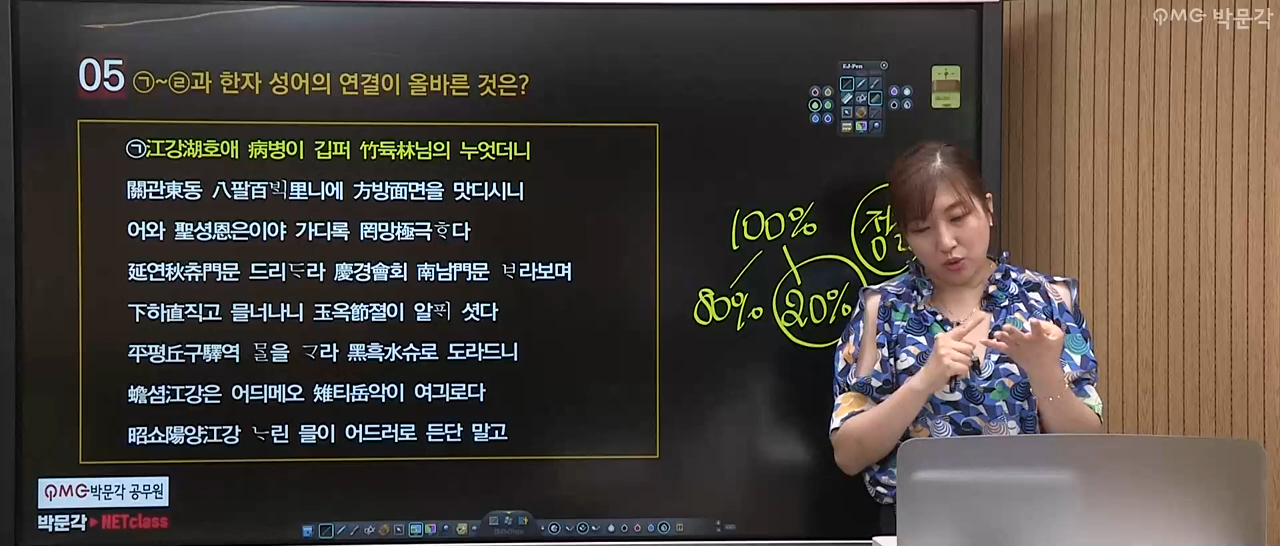 QMG 박문각
05 ㉠~㉣과 한자 성어의 연결이 올바른 것은?
EJ-Pen
㉠江강湖호애 病병이 깁퍼 竹듁林님의 누엇더니
關관東동 八팔百ᄇᆡᆨ里니에 方방面면을 맛디시니
어와 聖셩恩은이야 가디록 罔망極극ᄒᆞ다
延연秋츄門문 드리ᄃᆞ라 慶경會회 南남門문 ᄇᆞ라보며
下하直직고 믈너나니 玉옥節졀이 알ᄑᆡ 셧다
平평丘구驛역 ᄆᆞᆯ을 ᄀᆞ라 黑흑水슈로 도라드니
蟾셤江강은 어듸메오 雉티岳악이 여긔로다
昭쇼陽양江강 ᄂᆞ린 믈이 어드러로 든단 말고
100%
80% 20%
QMG박문각 공무원
박문각 ▶ NETclass